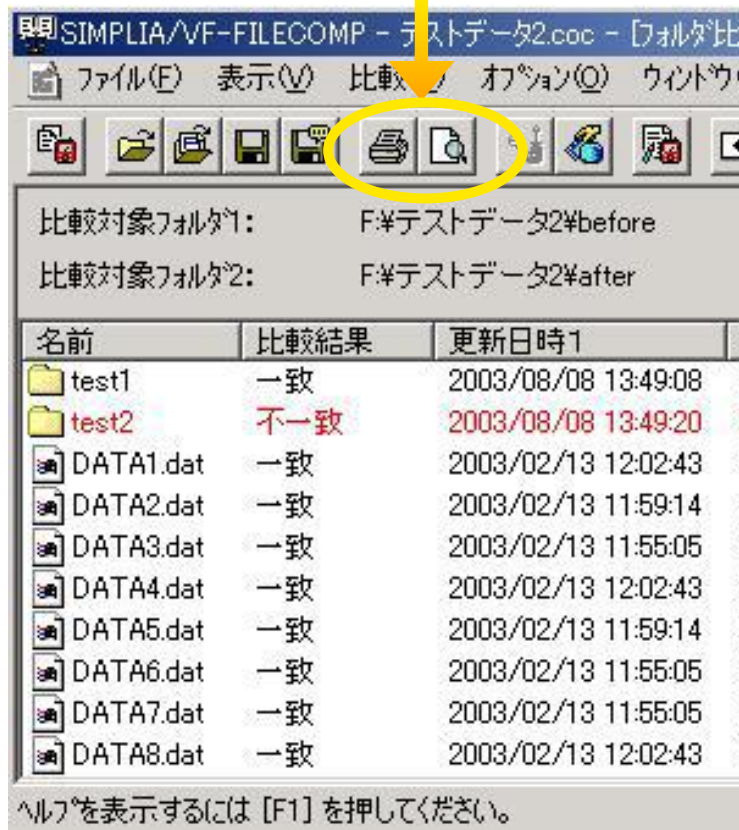 SIMPLIA/VF-FILECOMP - テストデータ2.coc - [フォルダ比
ファイル(F) 表示(V) 比較 オプション(O) ウィンドウ
比較対象フォルダ1: F:¥テストデータ2¥before
比較対象フォルダ2: F:¥テストデータ2¥after
名前 比較結果 更新日時1
test1 一致 2003/08/08 13:49:08
test2 不一致 2003/08/08 13:49:20
DATA1.dat 一致 2003/02/13 12:02:43
DATA2.dat 一致 2003/02/13 11:59:14
DATA3.dat 一致 2003/02/13 11:55:05
DATA4.dat 一致 2003/02/13 12:02:43
DATA5.dat 一致 2003/02/13 11:59:14
DATA6.dat 一致 2003/02/13 11:55:05
DATA7.dat 一致 2003/02/13 11:55:05
DATA8.dat 一致 2003/02/13 12:02:43
ヘルプを表示するには [F1] を押してください。